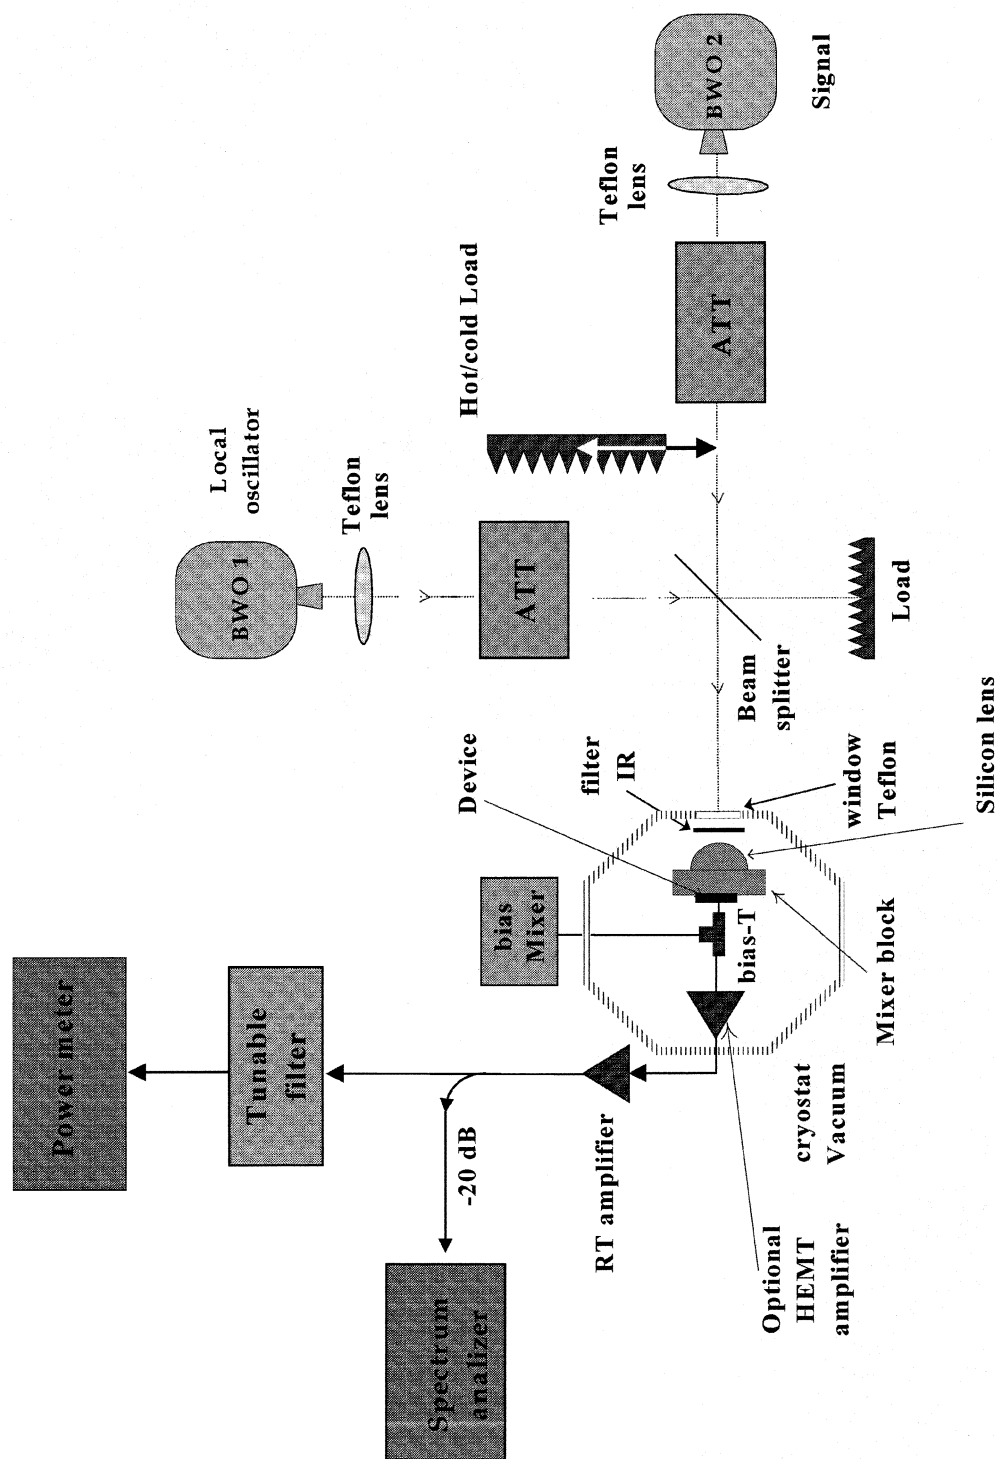 BWO 2
Signal
Teflon
lens
ATT
Hot/cold Load
Local
oscillator
BWO 1
Teflon
lens
ATT
Beam
splitter
Load
Device
filter
IR
window
Teflon
Silicon lens
bias
Mixer
bias-T
Mixer block
cryostat
Vacuum
Optional
HEMT
amplifier
RT amplifier
-20 dB
Tunable
filter
Power meter
Spectrum
analizer